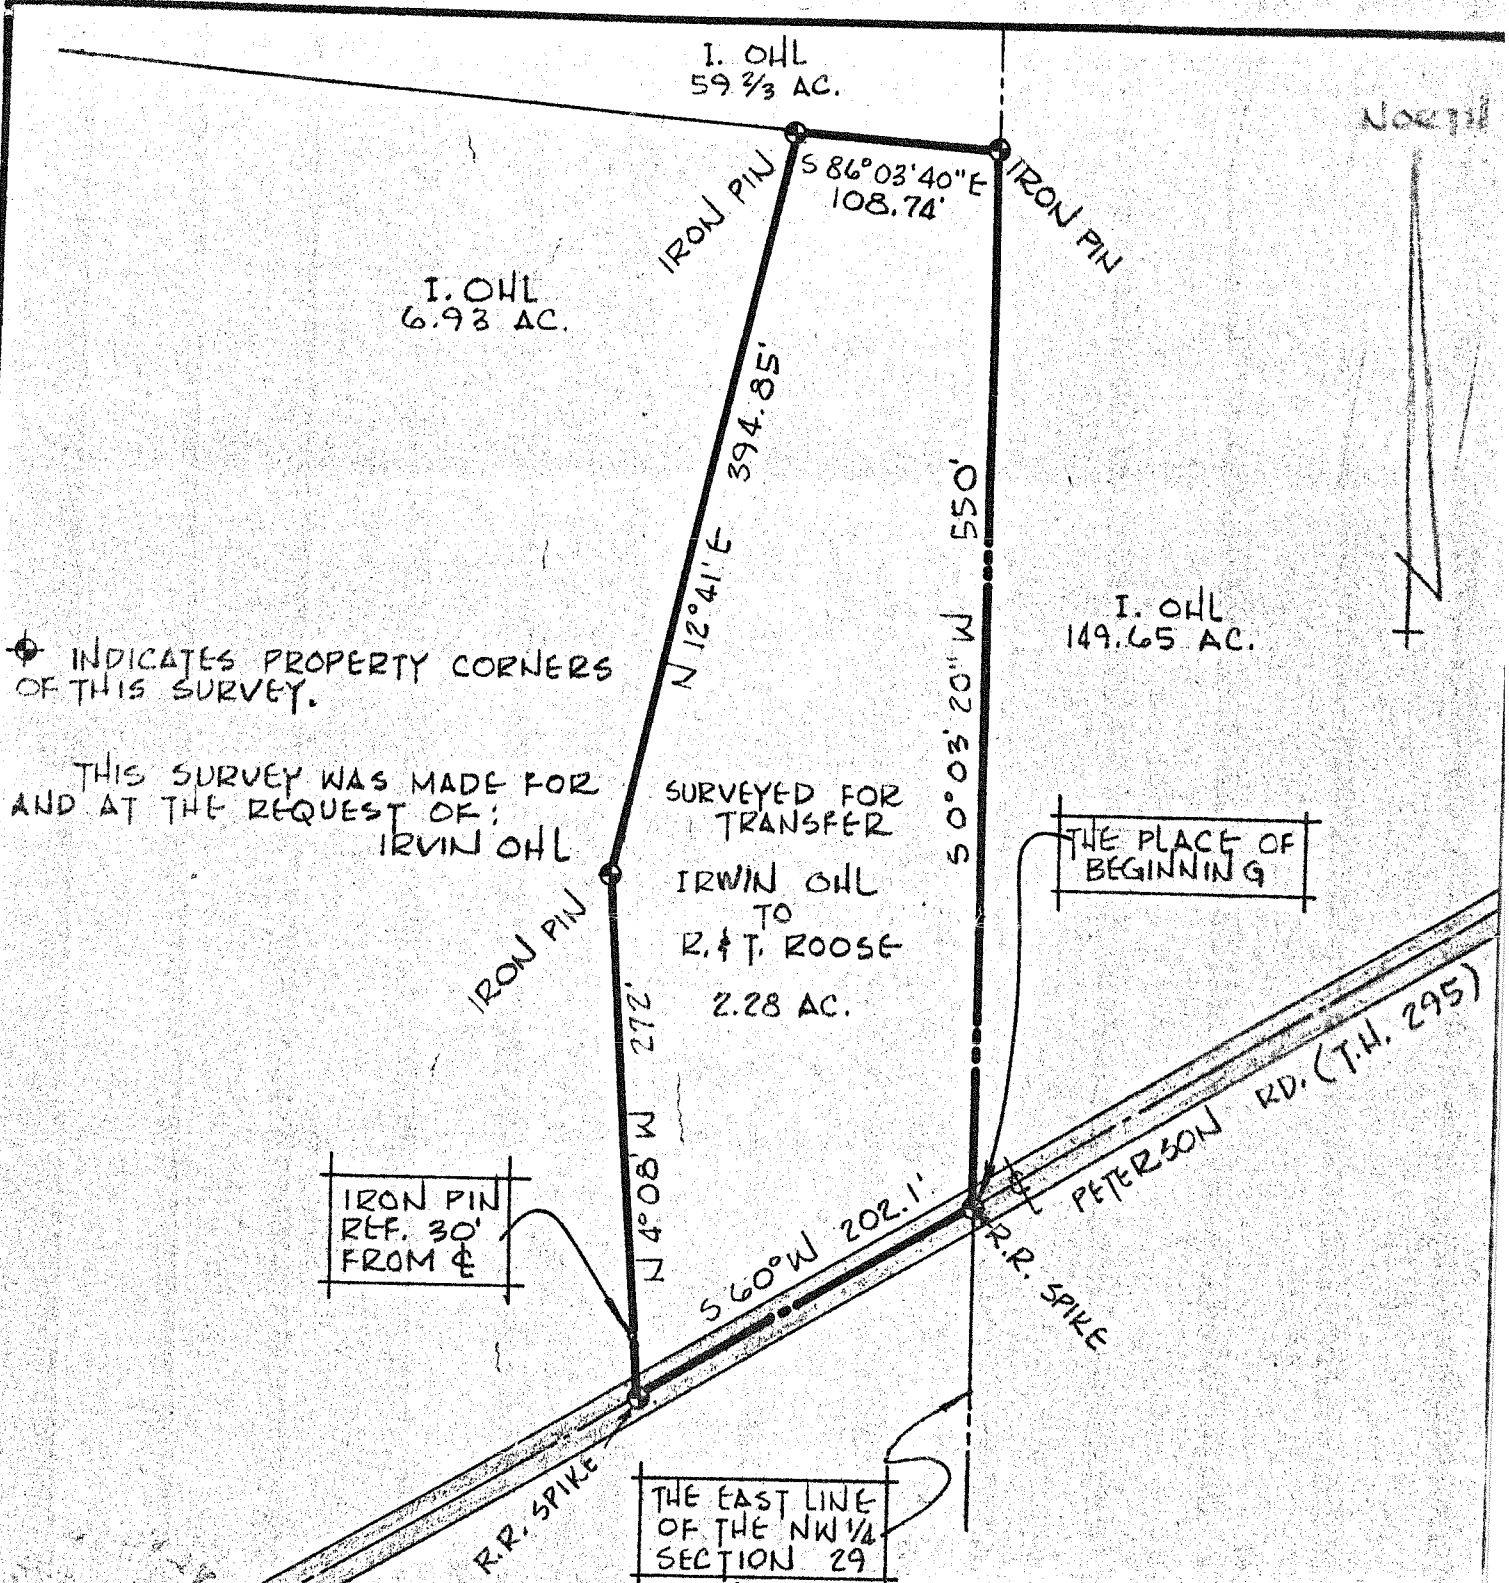 I. OHL
59 2/3 AC.
NORTH
S 86°03'40"E
108.74'
IRON PIN
IRON PIN
I. OHL
6.93 AC.
N 12°41'E 394.85'
S 0°03'20"W 550'
I. OHL
149.65 AC.
INDICATES PROPERTY CORNERS
OF THIS SURVEY.
THIS SURVEY WAS MADE FOR
AND AT THE REQUEST OF:
IRVIN OHL
SURVEYED FOR
TRANSFER
IRWIN OHL
TO
R. & T. ROOSE
2.28 AC.
THE PLACE OF
BEGINNING
IRON PIN
N 4°08'W 272'
IRON PIN
REF. 30'
FROM ℄
S 60°W 202.1'
℄
PETERSON RD. (T.H. 295)
R.R. SPIKE
R.R. SPIKE
THE EAST LINE
OF THE NW 1/4
SECTION 29